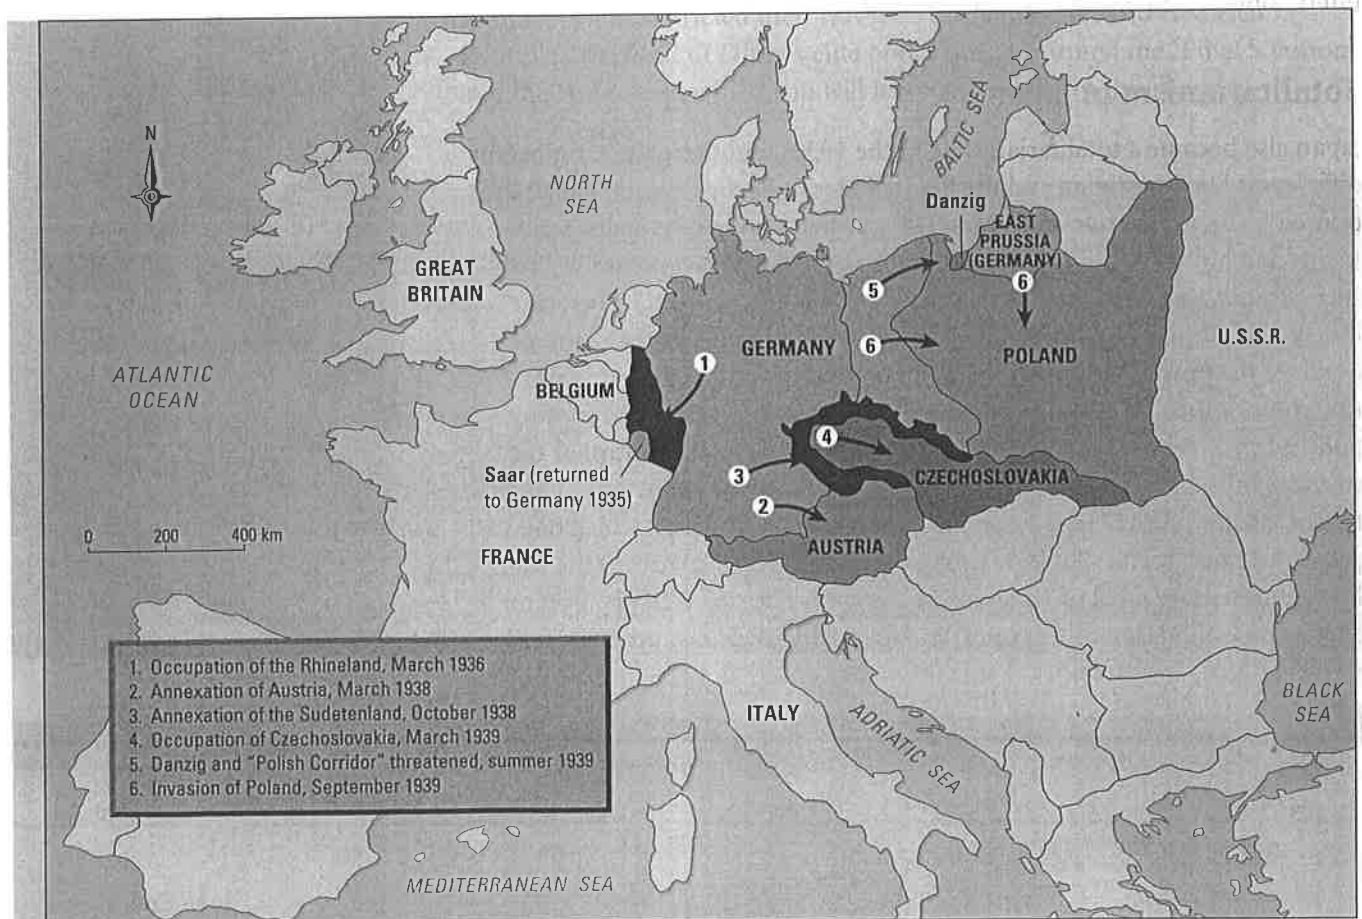 N
NORTH
SEA
BALTIC SEA
Danzig
EAST
PRUSSIA
(GERMANY)
GREAT
BRITAIN
5
6
U.S.S.R.
6
GERMANY
POLAND
1
ATLANTIC
OCEAN
BELGIUM
4
3
CZECHOSLOVAKIA
Saar (returned
to Germany 1935)
2
0 200 400 km
FRANCE
AUSTRIA
1. Occupation of the Rhineland, March 1936
2. Annexation of Austria, March 1938
3. Annexation of the Sudetenland, October 1938
4. Occupation of Czechoslovakia, March 1939
5. Danzig and "Polish Corridor" threatened, summer 1939
6. Invasion of Poland, September 1939
ITALY
ADRIATIC SEA
BLACK
SEA
MEDITERRANEAN SEA